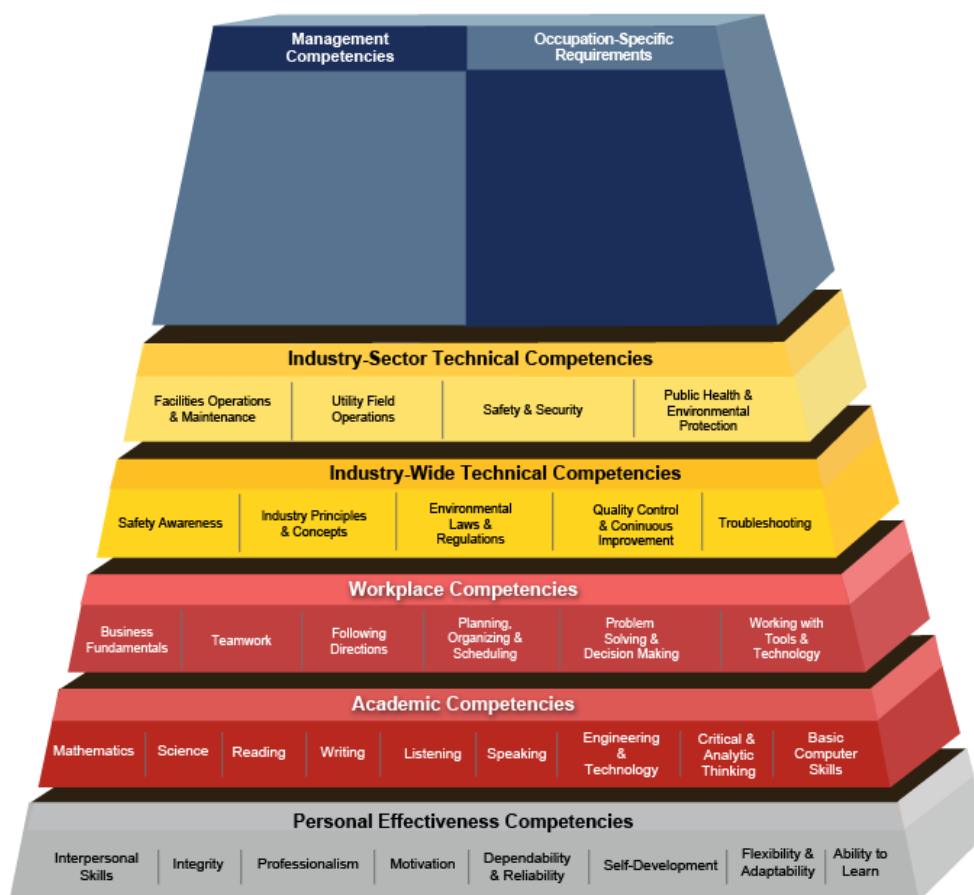 Management
Competencies
Occupation-Specific
Requirements
Industry-Sector Technical Competencies
Facilities Operations
& Maintenance
Utility Field
Operations
Safety & Security
Public Health &
Environmental
Protection
Industry-Wide Technical Competencies
Safety Awareness
Industry Principles
& Concepts
Environmental
Laws &
Regulations
Quality Control
& Coninuous
Improvement
Troubleshooting
Workplace Competencies
Business
Fundamentals
Teamwork
Following
Directions
Planning,
Organizing &
Scheduling
Problem
Solving &
Decision Making
Working with
Tools &
Technology
Academic Competencies
Mathematics
Science
Reading
Writing
Listening
Speaking
Engineering
&
Technology
Critical &
Analytic
Thinking
Basic
Computer
Skills
Personal Effectiveness Competencies
Interpersonal
Skills
Integrity
Professionalism
Motivation
Dependability
& Reliability
Self-Development
Flexibility &
Adaptability
Ability to
Learn